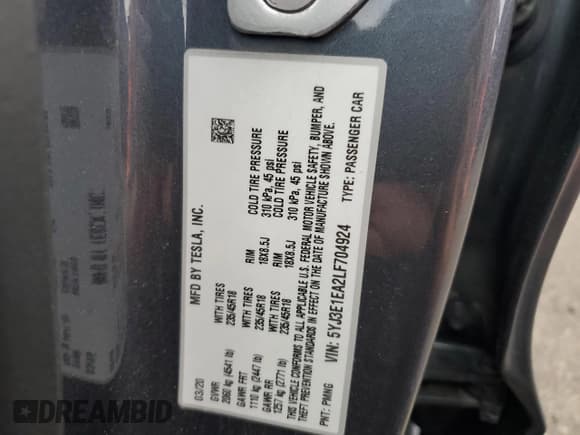 MFD BY TESLA, INC.
03/20
GVWR
2060 kg (4541 lb)
GAWR FRT WITH TIRES RIM COLD TIRE PRESSURE
1110 kg (2447 lb) 235/45R18 18X8.5J 310 kPa, 45 psi
GAWR RR WITH TIRES RIM COLD TIRE PRESSURE
1257 kg (2771 lb) 235/45R18 18X8.5J 310 kPa, 45 psi
THIS VEHICLE CONFORMS TO ALL APPLICABLE U.S. FEDERAL MOTOR VEHICLE SAFETY, BUMPER, AND
THEFT PREVENTION STANDARDS IN EFFECT ON THE DATE OF MANUFACTURE SHOWN ABOVE.
VIN: 5YJ3E1EA2LF704924 TYPE: PASSENGER CAR
PNT: PMNG
DREAMBID